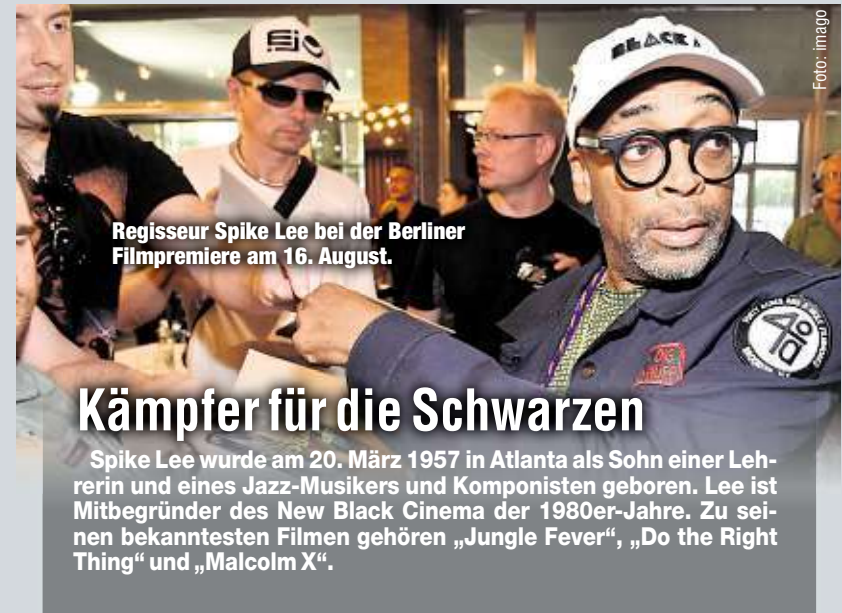 Foto: imago
BLACK
Regisseur Spike Lee bei der Berliner
Filmpremiere am 16. August.
Kämpfer für die Schwarzen
Spike Lee wurde am 20. März 1957 in Atlanta als Sohn einer Leh-
rerin und eines Jazz-Musikers und Komponisten geboren. Lee ist
Mitbegründer des New Black Cinema der 1980er-Jahre. Zu sei-
nen bekanntesten Filmen gehören „Jungle Fever“, „Do the Right
Thing“ und „Malcolm X“.